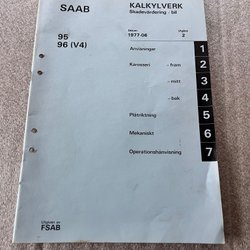 SAAB
KALKYLVERK
Skadevärdering - bil
Datum
Utgåva
1977-06
2
95
96 (V4)
Anvisningar
1
Karosseri - fram
2
- mitt
3
- bak
4
Plåtriktning
5
Mekaniskt
6
Operationshänvisning
7
Utgivet av
FSAB